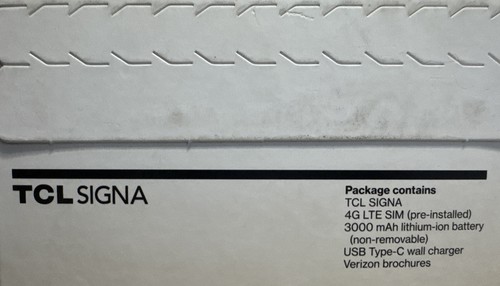 TCL SIGNA
Package contains
TCL SIGNA
4G LTE SIM (pre-installed)
3000 mAh lithium-ion battery
(non-removable)
USB Type-C wall charger
Verizon brochures